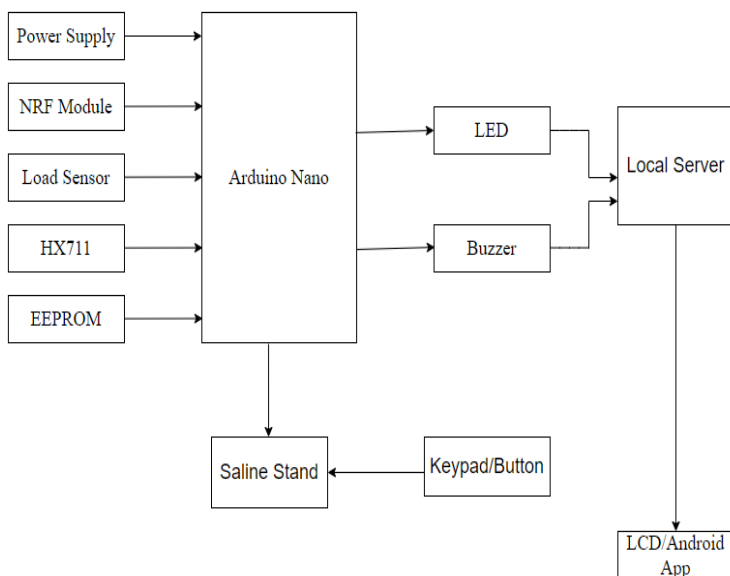 Power Supply
NRF Module
Load Sensor
HX711
EEPROM
Arduino Nano
LED
Buzzer
Local Server
Saline Stand
Keypad/Button
LCD/Android
App